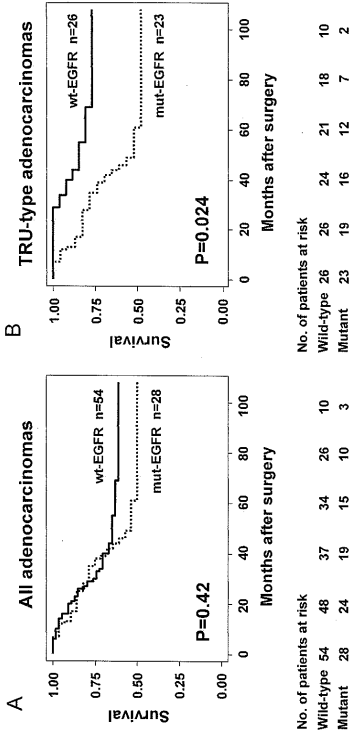 A
All adenocarcinomas
Survival
1.00
0.75
0.50
0.25
0.00
wt-EGFR n=54
mut-EGFR n=28
P=0.42
0 20 40 60 80 100
Months after surgery
No. of patients at risk
Wild-type 54 48 37 34 26 10
Mutant 28 24 19 15 10 3
B
TRU-type adenocarcinomas
Survival
1.00
0.75
0.50
0.25
0.00
wt-EGFR n=26
mut-EGFR n=23
P=0.024
0 20 40 60 80 100
Months after surgery
No. of patients at risk
Wild-type 26 26 24 21 18 10
Mutant 23 19 16 12 7 2